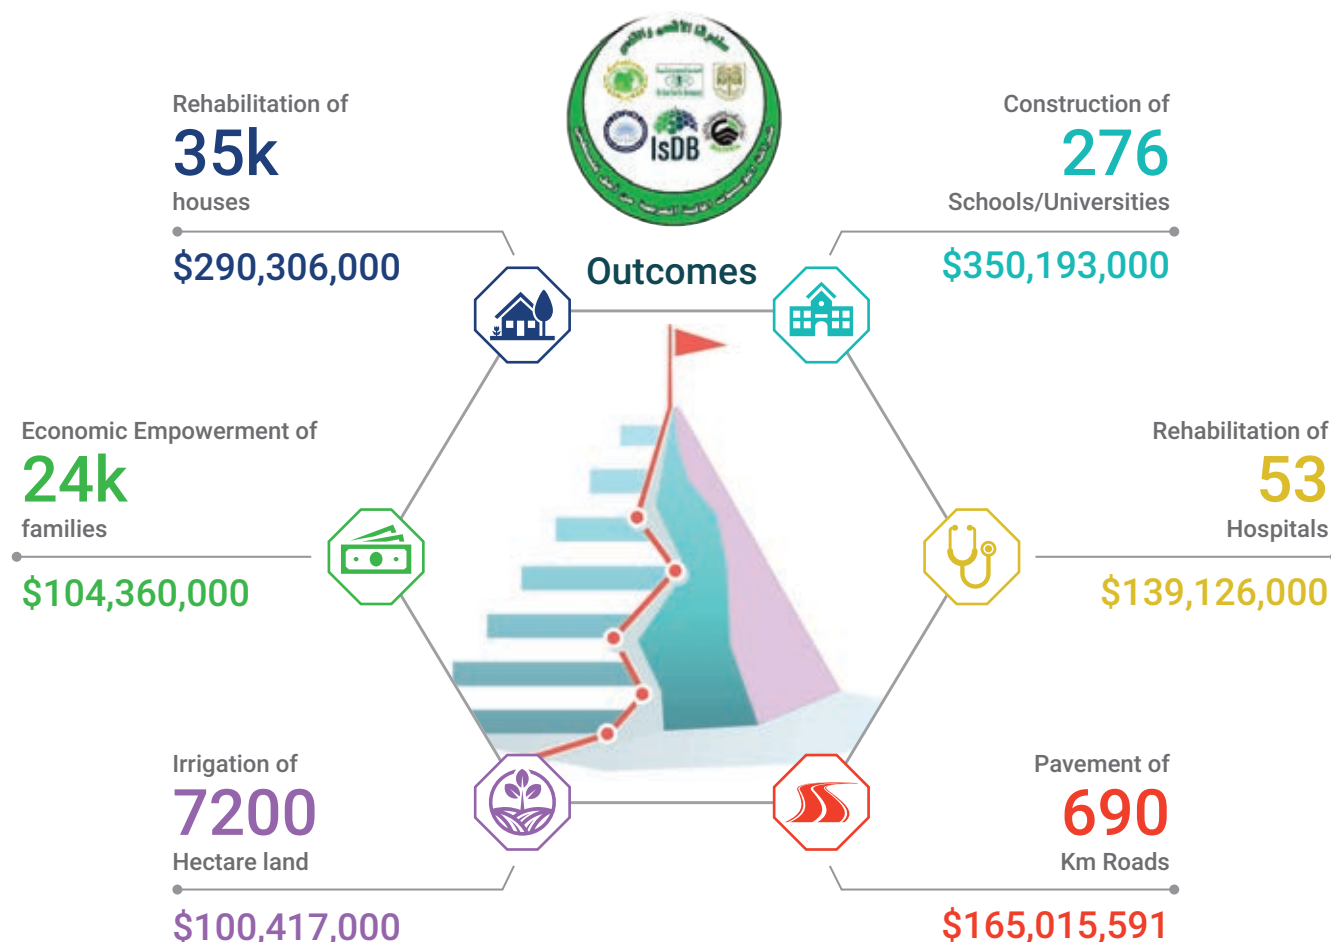 Rehabilitation of
35k
houses
$290,306,000
IsDB
Outcomes
Construction of
276
Schools/Universities
$350,193,000
Economic Empowerment of
24k
families
$104,360,000
Rehabilitation of
53
Hospitals
$139,126,000
Irrigation of
7200
Hectare land
$100,417,000
Pavement of
690
Km Roads
$165,015,591